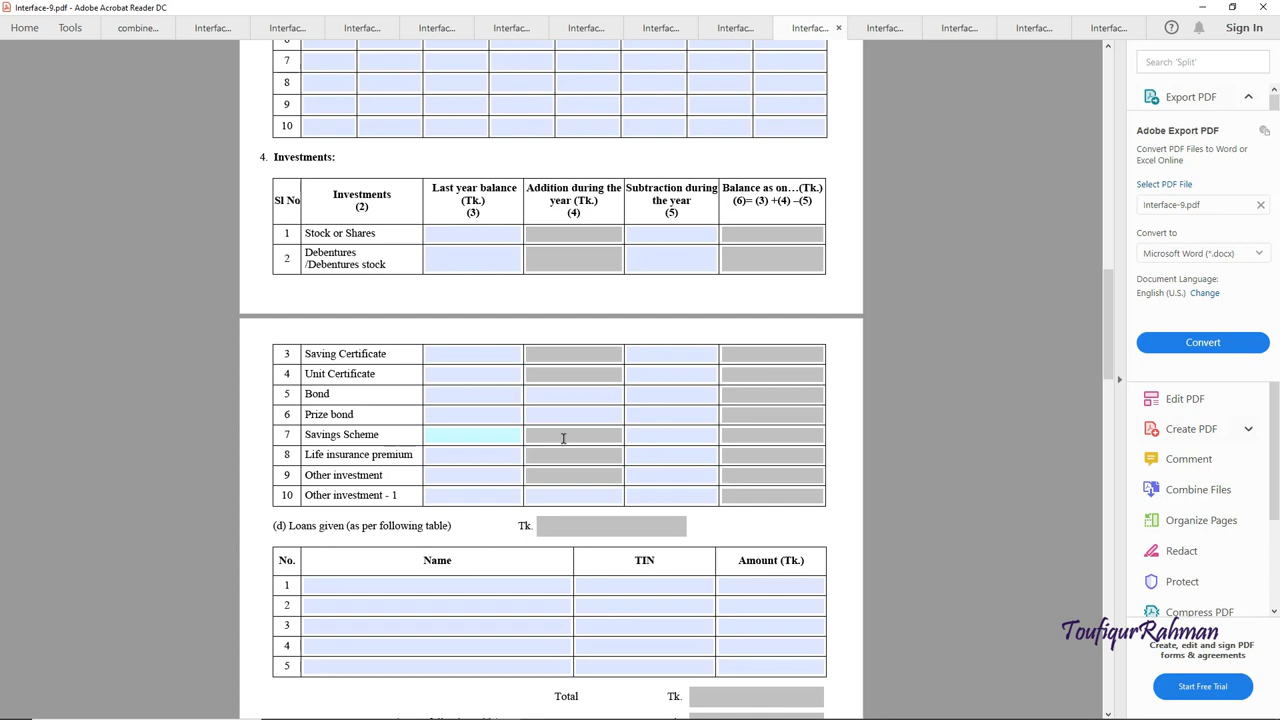 Interface-9.pdf - Adobe Acrobat Reader DC
Home Tools combine... Interfac... Interfac... Interfac... Interfac... Interfac... Interfac... Interfac... Interfac... Interfac... × Interfac... Interfac... Interfac... Interfac... Sign In
6
7
8
9
10
4. Investments:
Sl No Investments (2) Last year balance (Tk.) (3) Addition during the year (Tk.) (4) Subtraction during the year (5) Balance as on…(Tk.) (6)= (3) +(4) –(5)
1 Stock or Shares
2 Debentures
/Debentures stock
3 Saving Certificate
4 Unit Certificate
5 Bond
6 Prize bond
7 Savings Scheme
8 Life insurance premium
9 Other investment
10 Other investment - 1
(d) Loans given (as per following table) Tk.
No. Name TIN Amount (Tk.)
1
2
3
4
5
Total Tk.
Search 'Split'
Export PDF
Adobe Export PDF
Convert PDF Files to Word or
Excel Online
Select PDF File
Interface-9.pdf
Convert to
Microsoft Word (*.docx)
Document Language:
English (U.S.) Change
Convert
Edit PDF
Create PDF
Comment
Combine Files
Organize Pages
Redact
Protect
Compress PDF
ToufiqurRahman
Create, edit and sign PDF
forms & agreements
Start Free Trial